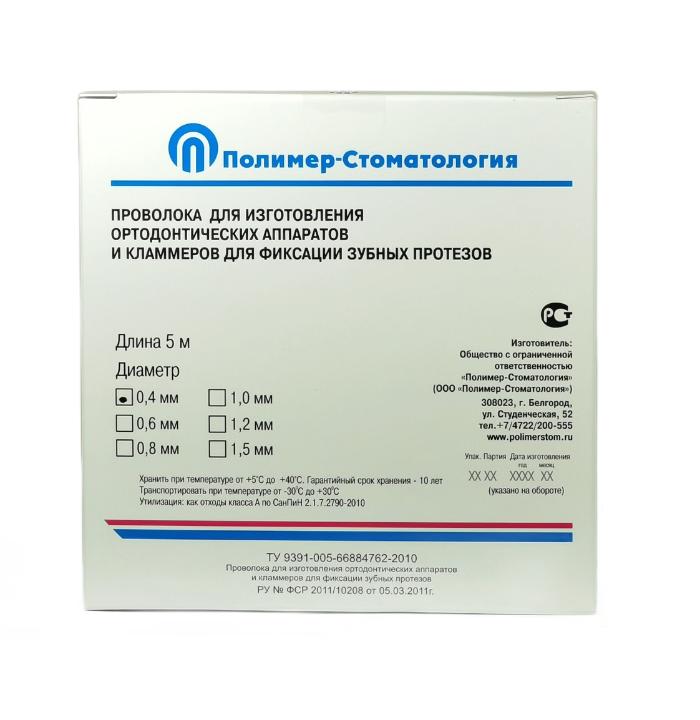 Полимер-Стоматология
ПРОВОЛОКА ДЛЯ ИЗГОТОВЛЕНИЯ
ОРТОДОНТИЧЕСКИХ АППАРАТОВ
И КЛАММЕРОВ ДЛЯ ФИКСАЦИИ ЗУБНЫХ ПРОТЕЗОВ
РСТ
Длина 5 м
Диаметр
0,4 мм 1,0 мм
0,6 мм 1,2 мм
0,8 мм 1,5 мм
Изготовитель:
Общество с ограниченной
ответственностью
«Полимер-Стоматология»
(ООО «Полимер-Стоматология»)
308023, г. Белгород,
ул. Студенческая, 52
тел.+7/4722/200-555
www.polimerstom.ru
Упак. Партия Дата изготовления
год месяц
XX XX XXXX XX
(указано на обороте)
Хранить при температуре от +5°С до +40°С. Гарантийный срок хранения - 10 лет
Транспортировать при температуре от -30°С до +30°С
Утилизация: как отходы класса А по СанПиН 2.1.7.2790-2010
ТУ 9391-005-66884762-2010
Проволока для изготовления ортодонтических аппаратов
и кламмеров для фиксации зубных протезов
РУ № ФСР 2011/10208 от 05.03.2011г.